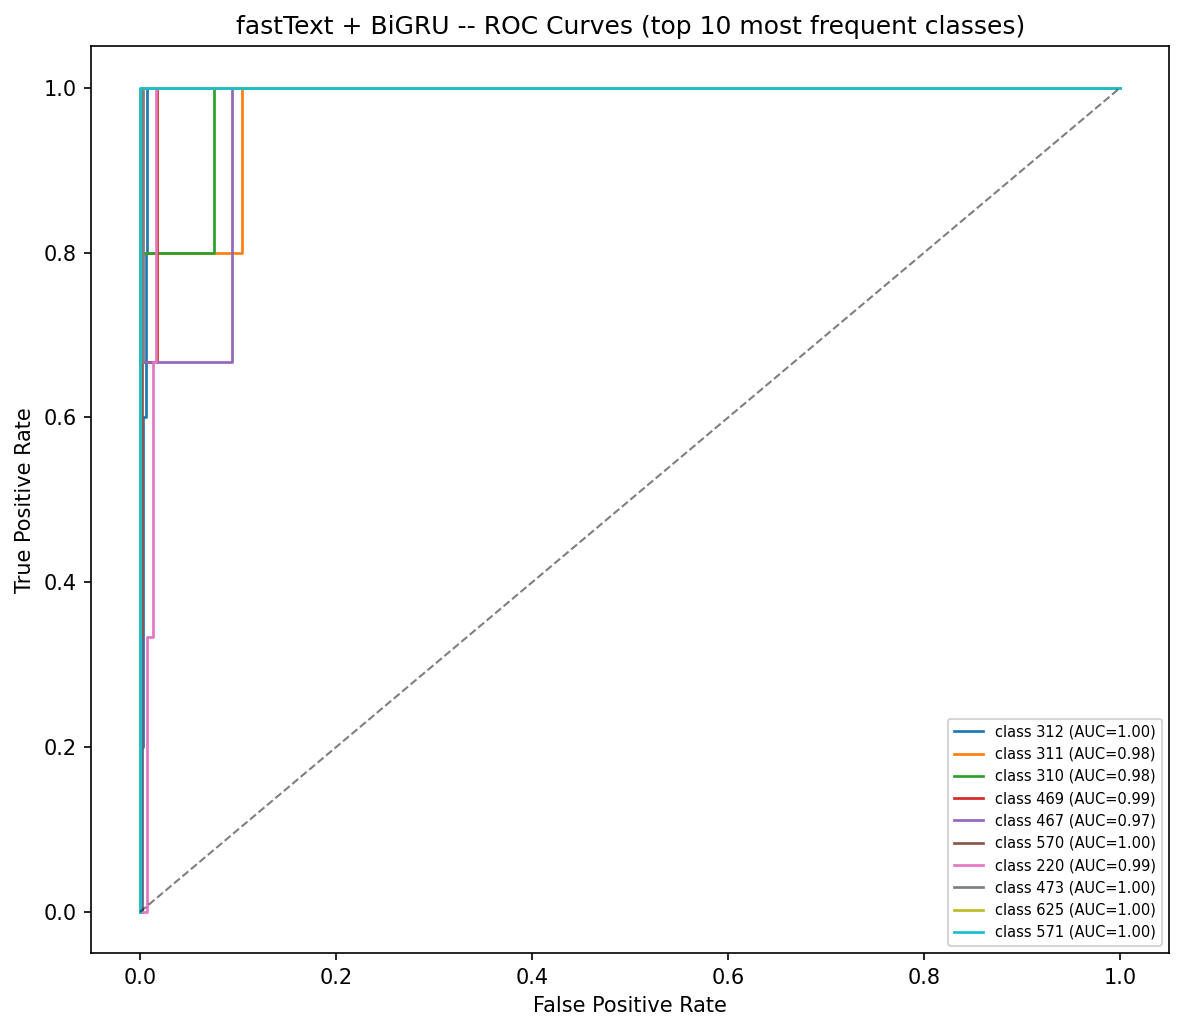 fastText + BiGRU -- ROC Curves (top 10 most frequent classes)
True Positive Rate
1.0
0.8
0.6
0.4
0.2
0.0
0.0 0.2 0.4 0.6 0.8 1.0
False Positive Rate
class 312 (AUC=1.00)
class 311 (AUC=0.98)
class 310 (AUC=0.98)
class 469 (AUC=0.99)
class 467 (AUC=0.97)
class 570 (AUC=1.00)
class 220 (AUC=0.99)
class 473 (AUC=1.00)
class 625 (AUC=1.00)
class 571 (AUC=1.00)